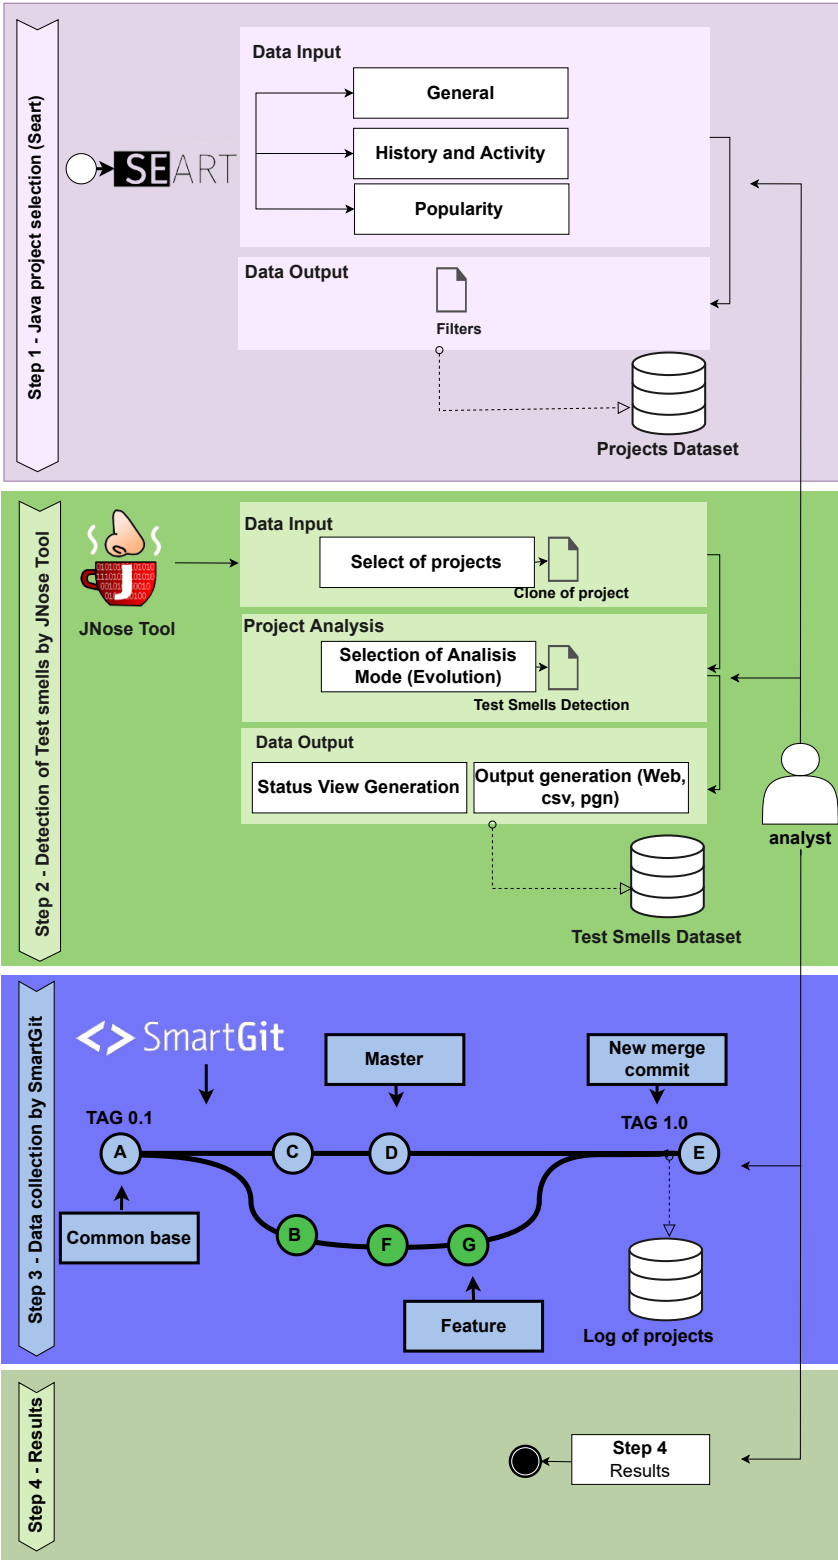 Step 1 - Java project selection (Seart)
SEART
Data Input
General
History and Activity
Popularity
Data Output
Filters
Projects Dataset
Step 2 - Detection of Test smells by JNose Tool
J
JNose Tool
Data Input
Select of projects
Clone of project
Project Analysis
Selection of Analisis
Mode (Evolution)
Test Smells Detection
Data Output
Status View Generation
Output generation (Web,
csv, pgn)
Test Smells Dataset
analyst
Step 3 - Data collection by SmartGit
<> SmartGit
Master
New merge
commit
TAG 0.1
TAG 1.0
A
C
D
E
B
F
G
Common base
Feature
Log of projects
Step 4 - Results
Step 4
Results